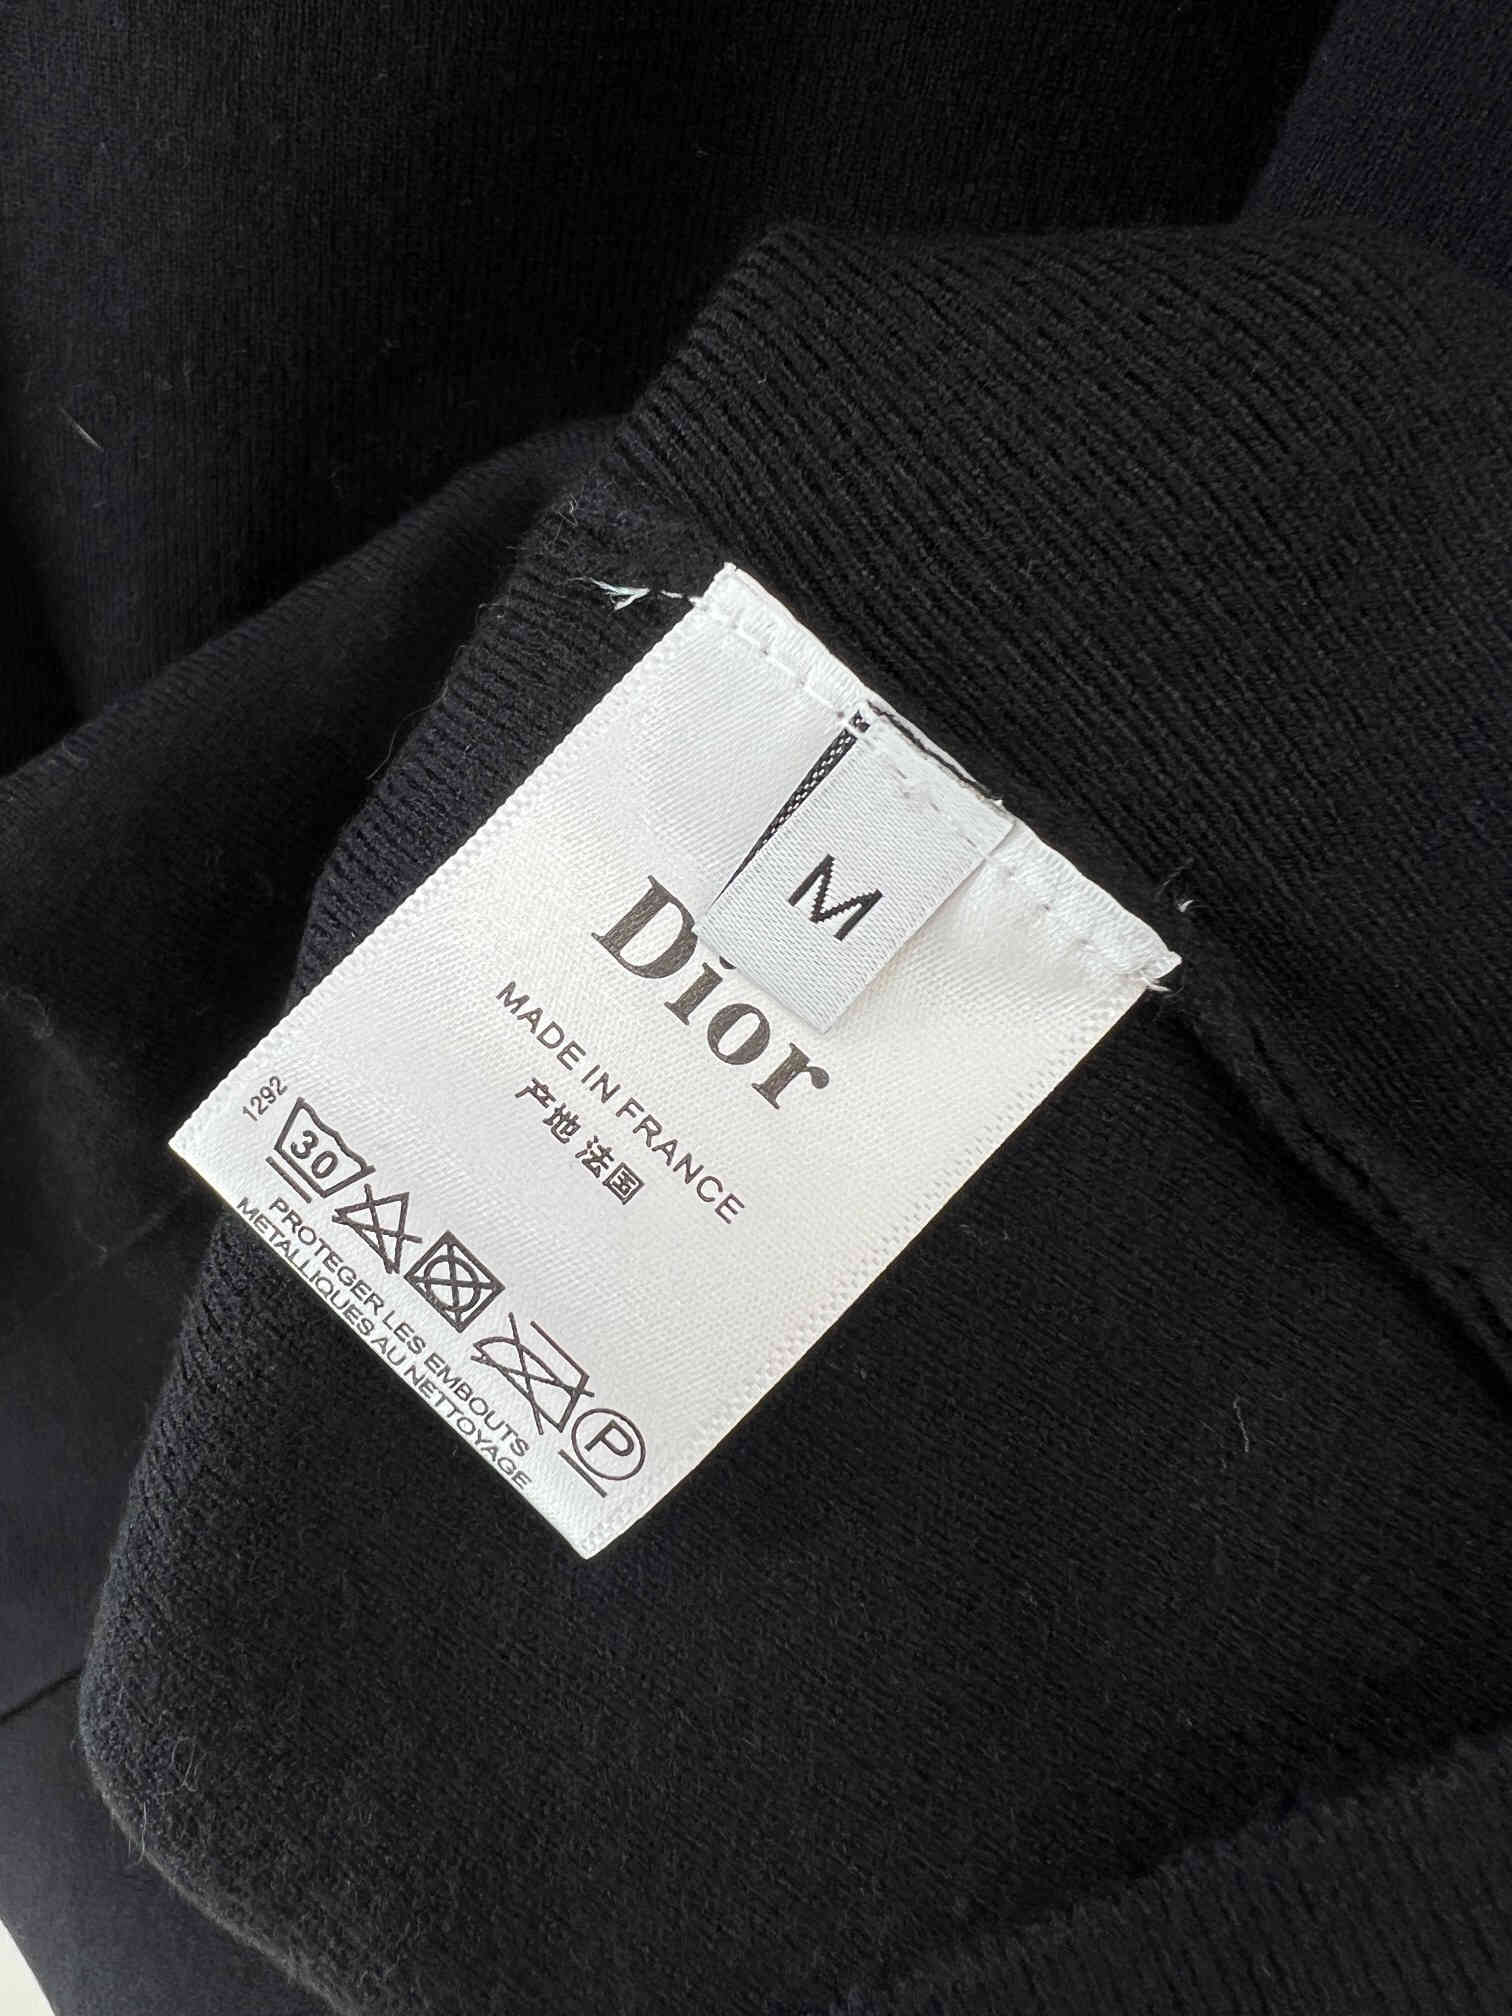 M
Dior
MADE IN FRANCE
产地 法国
1292
30
P
PROTEGER LES EMBOUTS
METALLIQUES AU NETTOYAGE